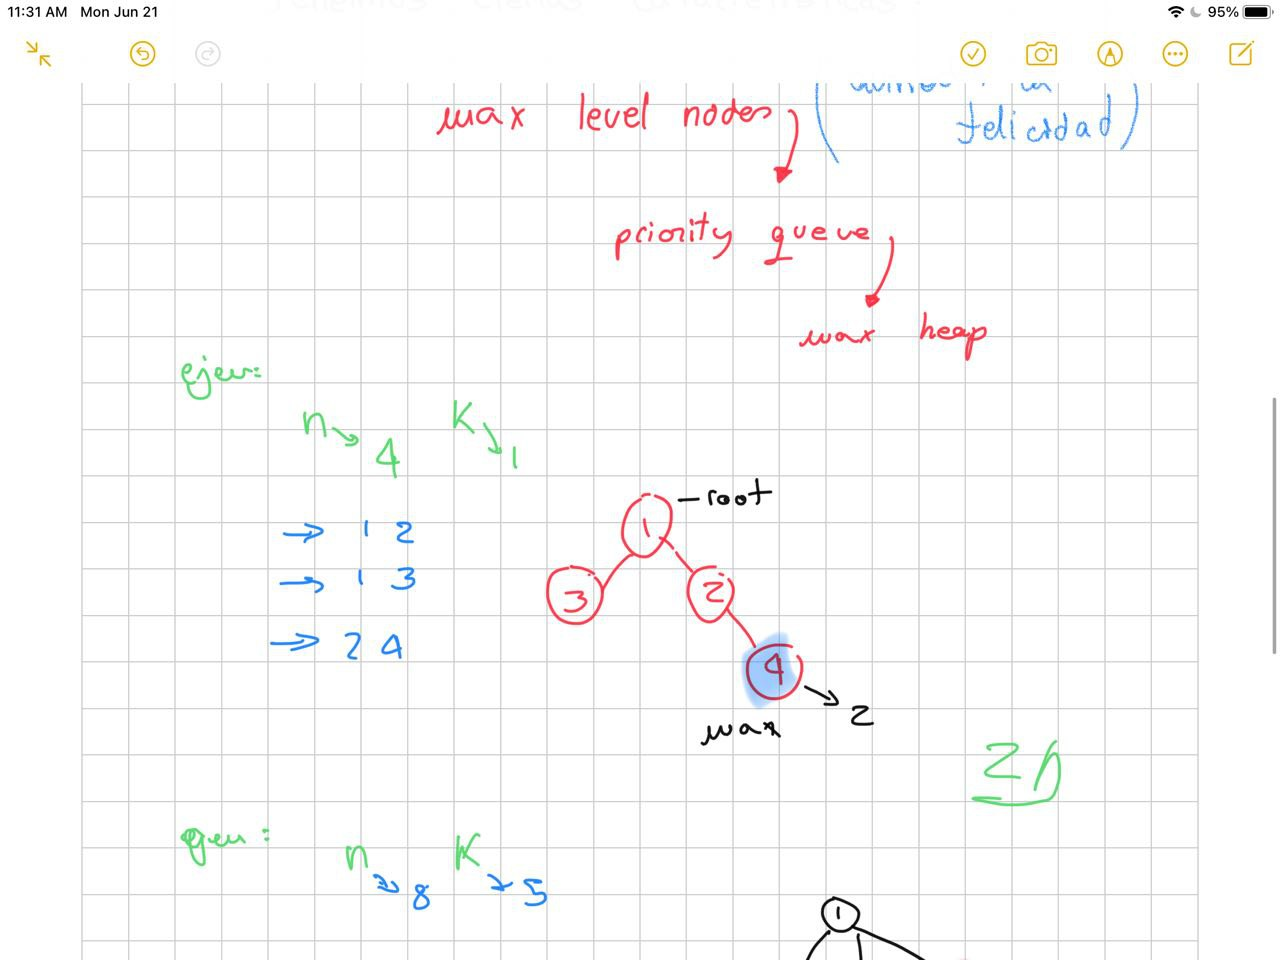 11:31 AM Mon Jun 21
95%
max level nodes
felicidad)
priority queue
max heap
ejem:
n → 4 K → 1
→ 1 2
→ 1 3
→ 2 4
1 – root
3 2
4 → 2
max
ejem:
n → 8 K → 5
1